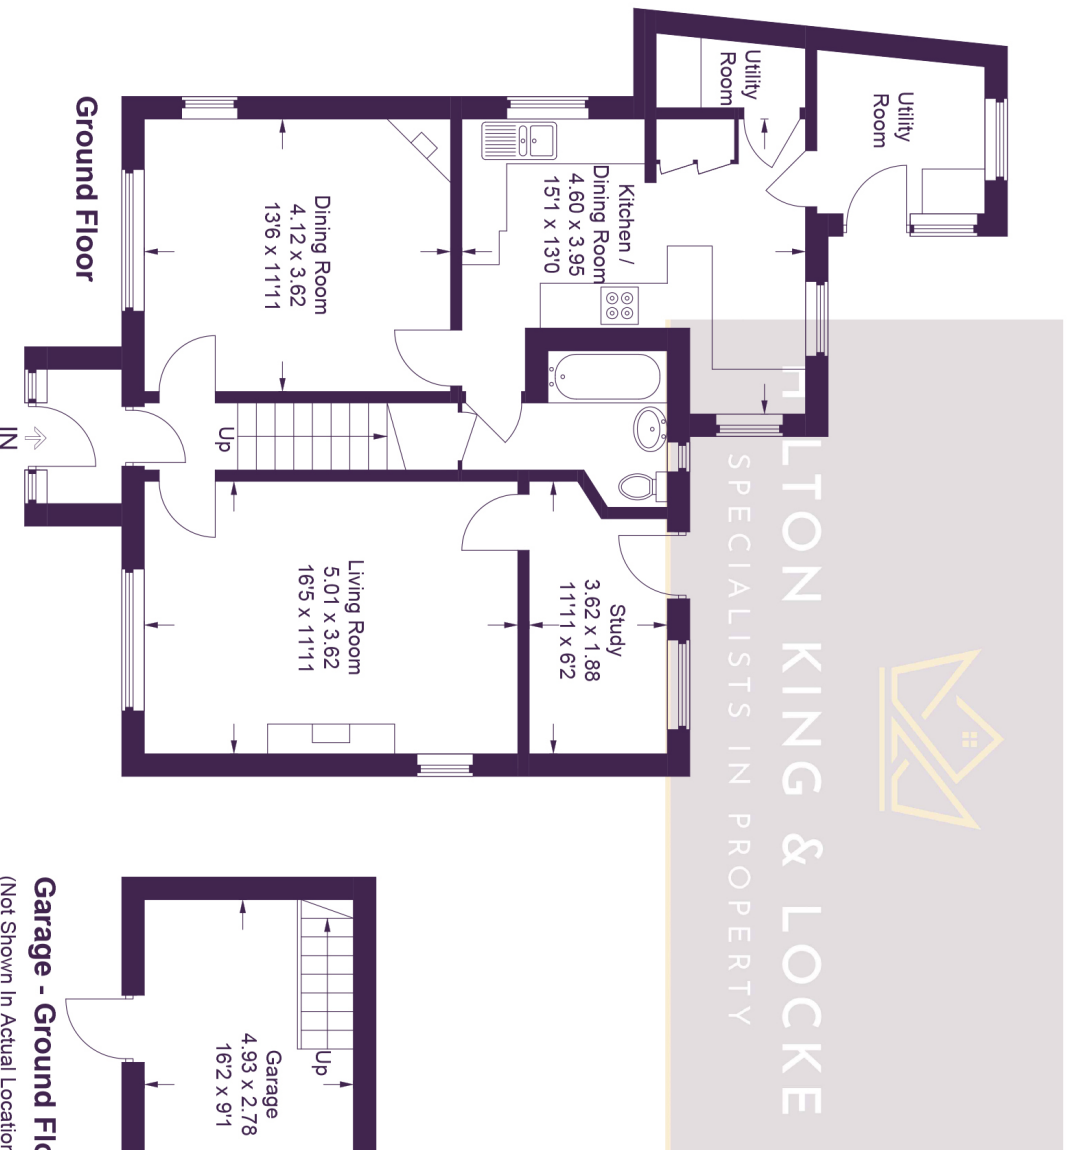 Utility
Room
Utility
Room
Kitchen /
Dining Room
4.60 x 3.95
15'1 x 13'0
Dining Room
4.12 x 3.62
13'6 x 11'11
Ground Floor
Up
IN
Study
3.62 x 1.88
11'11 x 6'2
Living Room
5.01 x 3.62
16'5 x 11'11
LTON KING & LOCKE
SPECIALISTS IN PROPERTY
Up
Garage
4.93 x 2.78
16'2 x 9'1
Garage - Ground Flo
(Not Shown In Actual Location